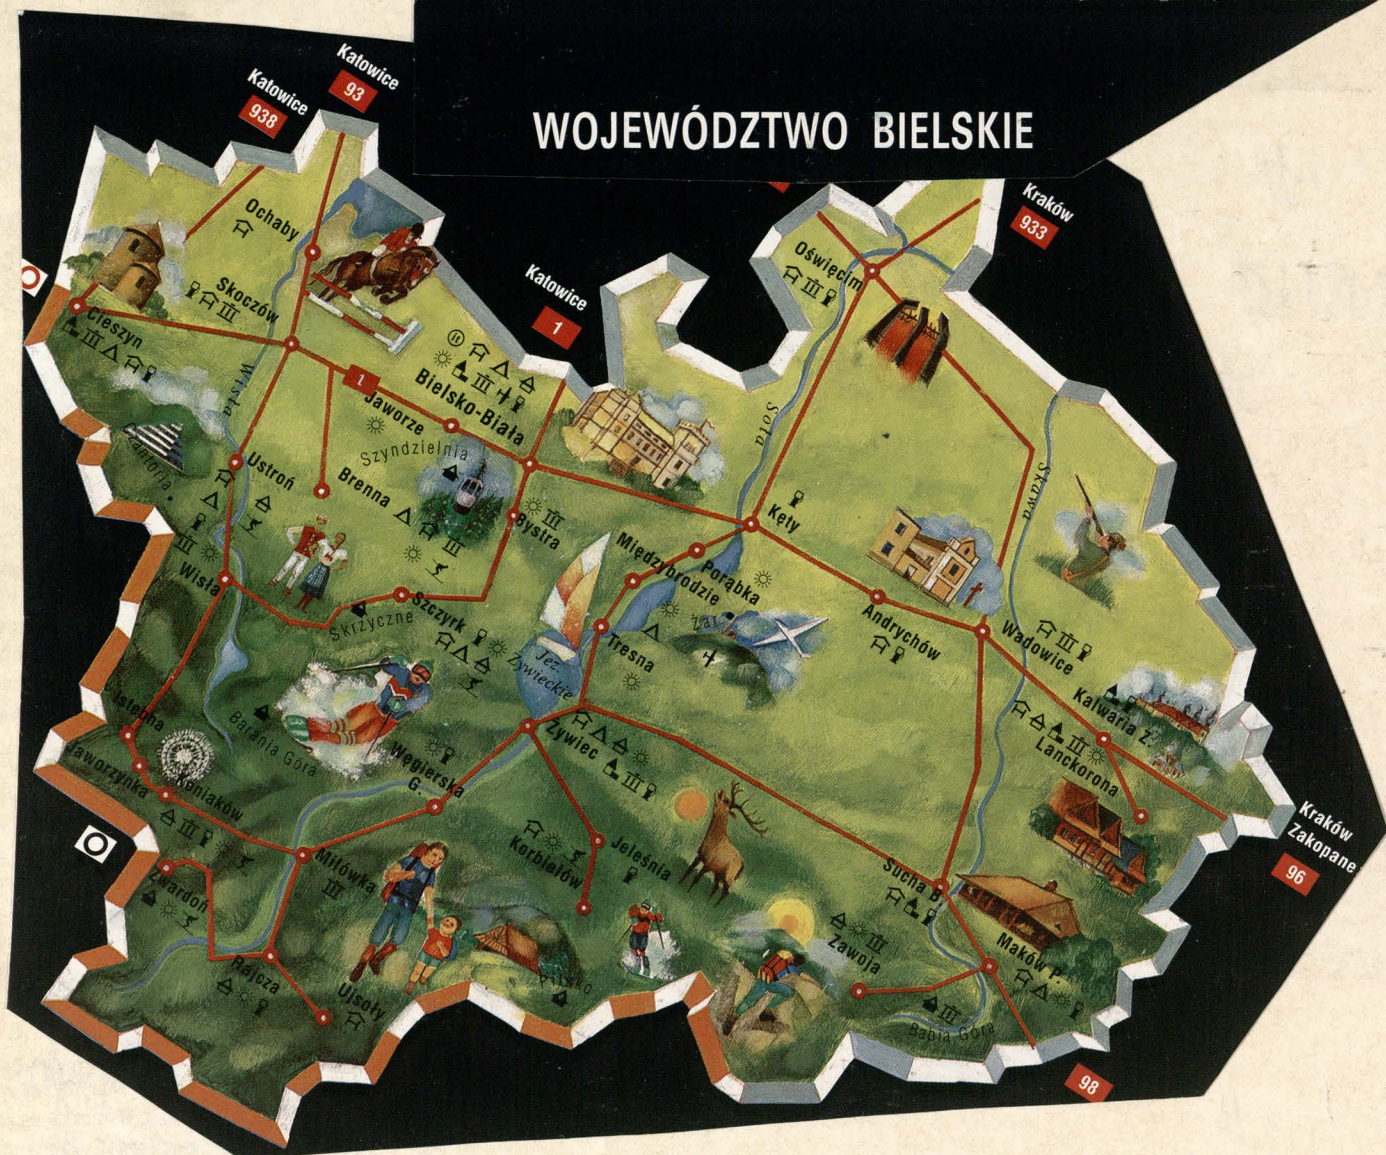 WOJEWÓDZTWO BIELSKIE
Katowice
93
Katowice
938
Kraków
933
Katowice
1
Ochaby
Oświęcim
Skoczów
Cieszyn
Wisła
1
Jaworze
Bielsko-Biała
Szyndzielnia
Soła
Skawa
Ustroń
Brenna
Bystra
Kęty
Międzybrodzie
Porąbka
Żar
Andrychów
Wadowice
Wisła
Skrzyczne
Szczyrk
Tresna
Jez.
Żywieckie
Kalwaria Z.
Lanckorona
Istebna
Jaworzynka
Koniaków
Barania Góra
Węgierska
G.
Żywiec
Kraków
Zakopane
96
Korbielów
Jeleśnia
Milówka
Sucha B.
Zwardoń
Zawoja
Maków P.
Rajcza
Ujsoły
Pilsko
Babia Góra
98